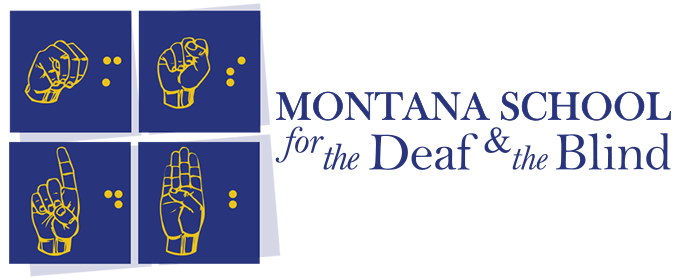 ⠍ ⠎
⠙ ⠃
MONTANA SCHOOL
for the Deaf & the Blind